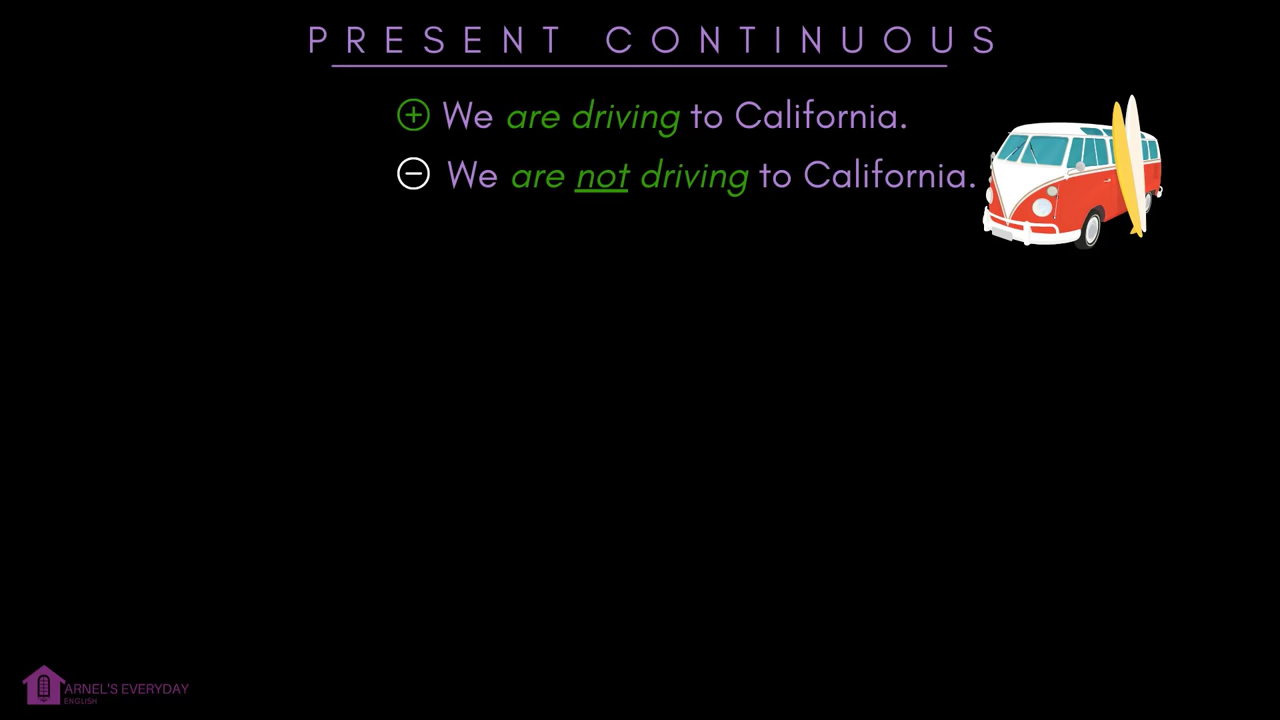 PRESENT CONTINUOUS
We are driving to California.
We are not driving to California.
ARNEL'S EVERYDAY
ENGLISH